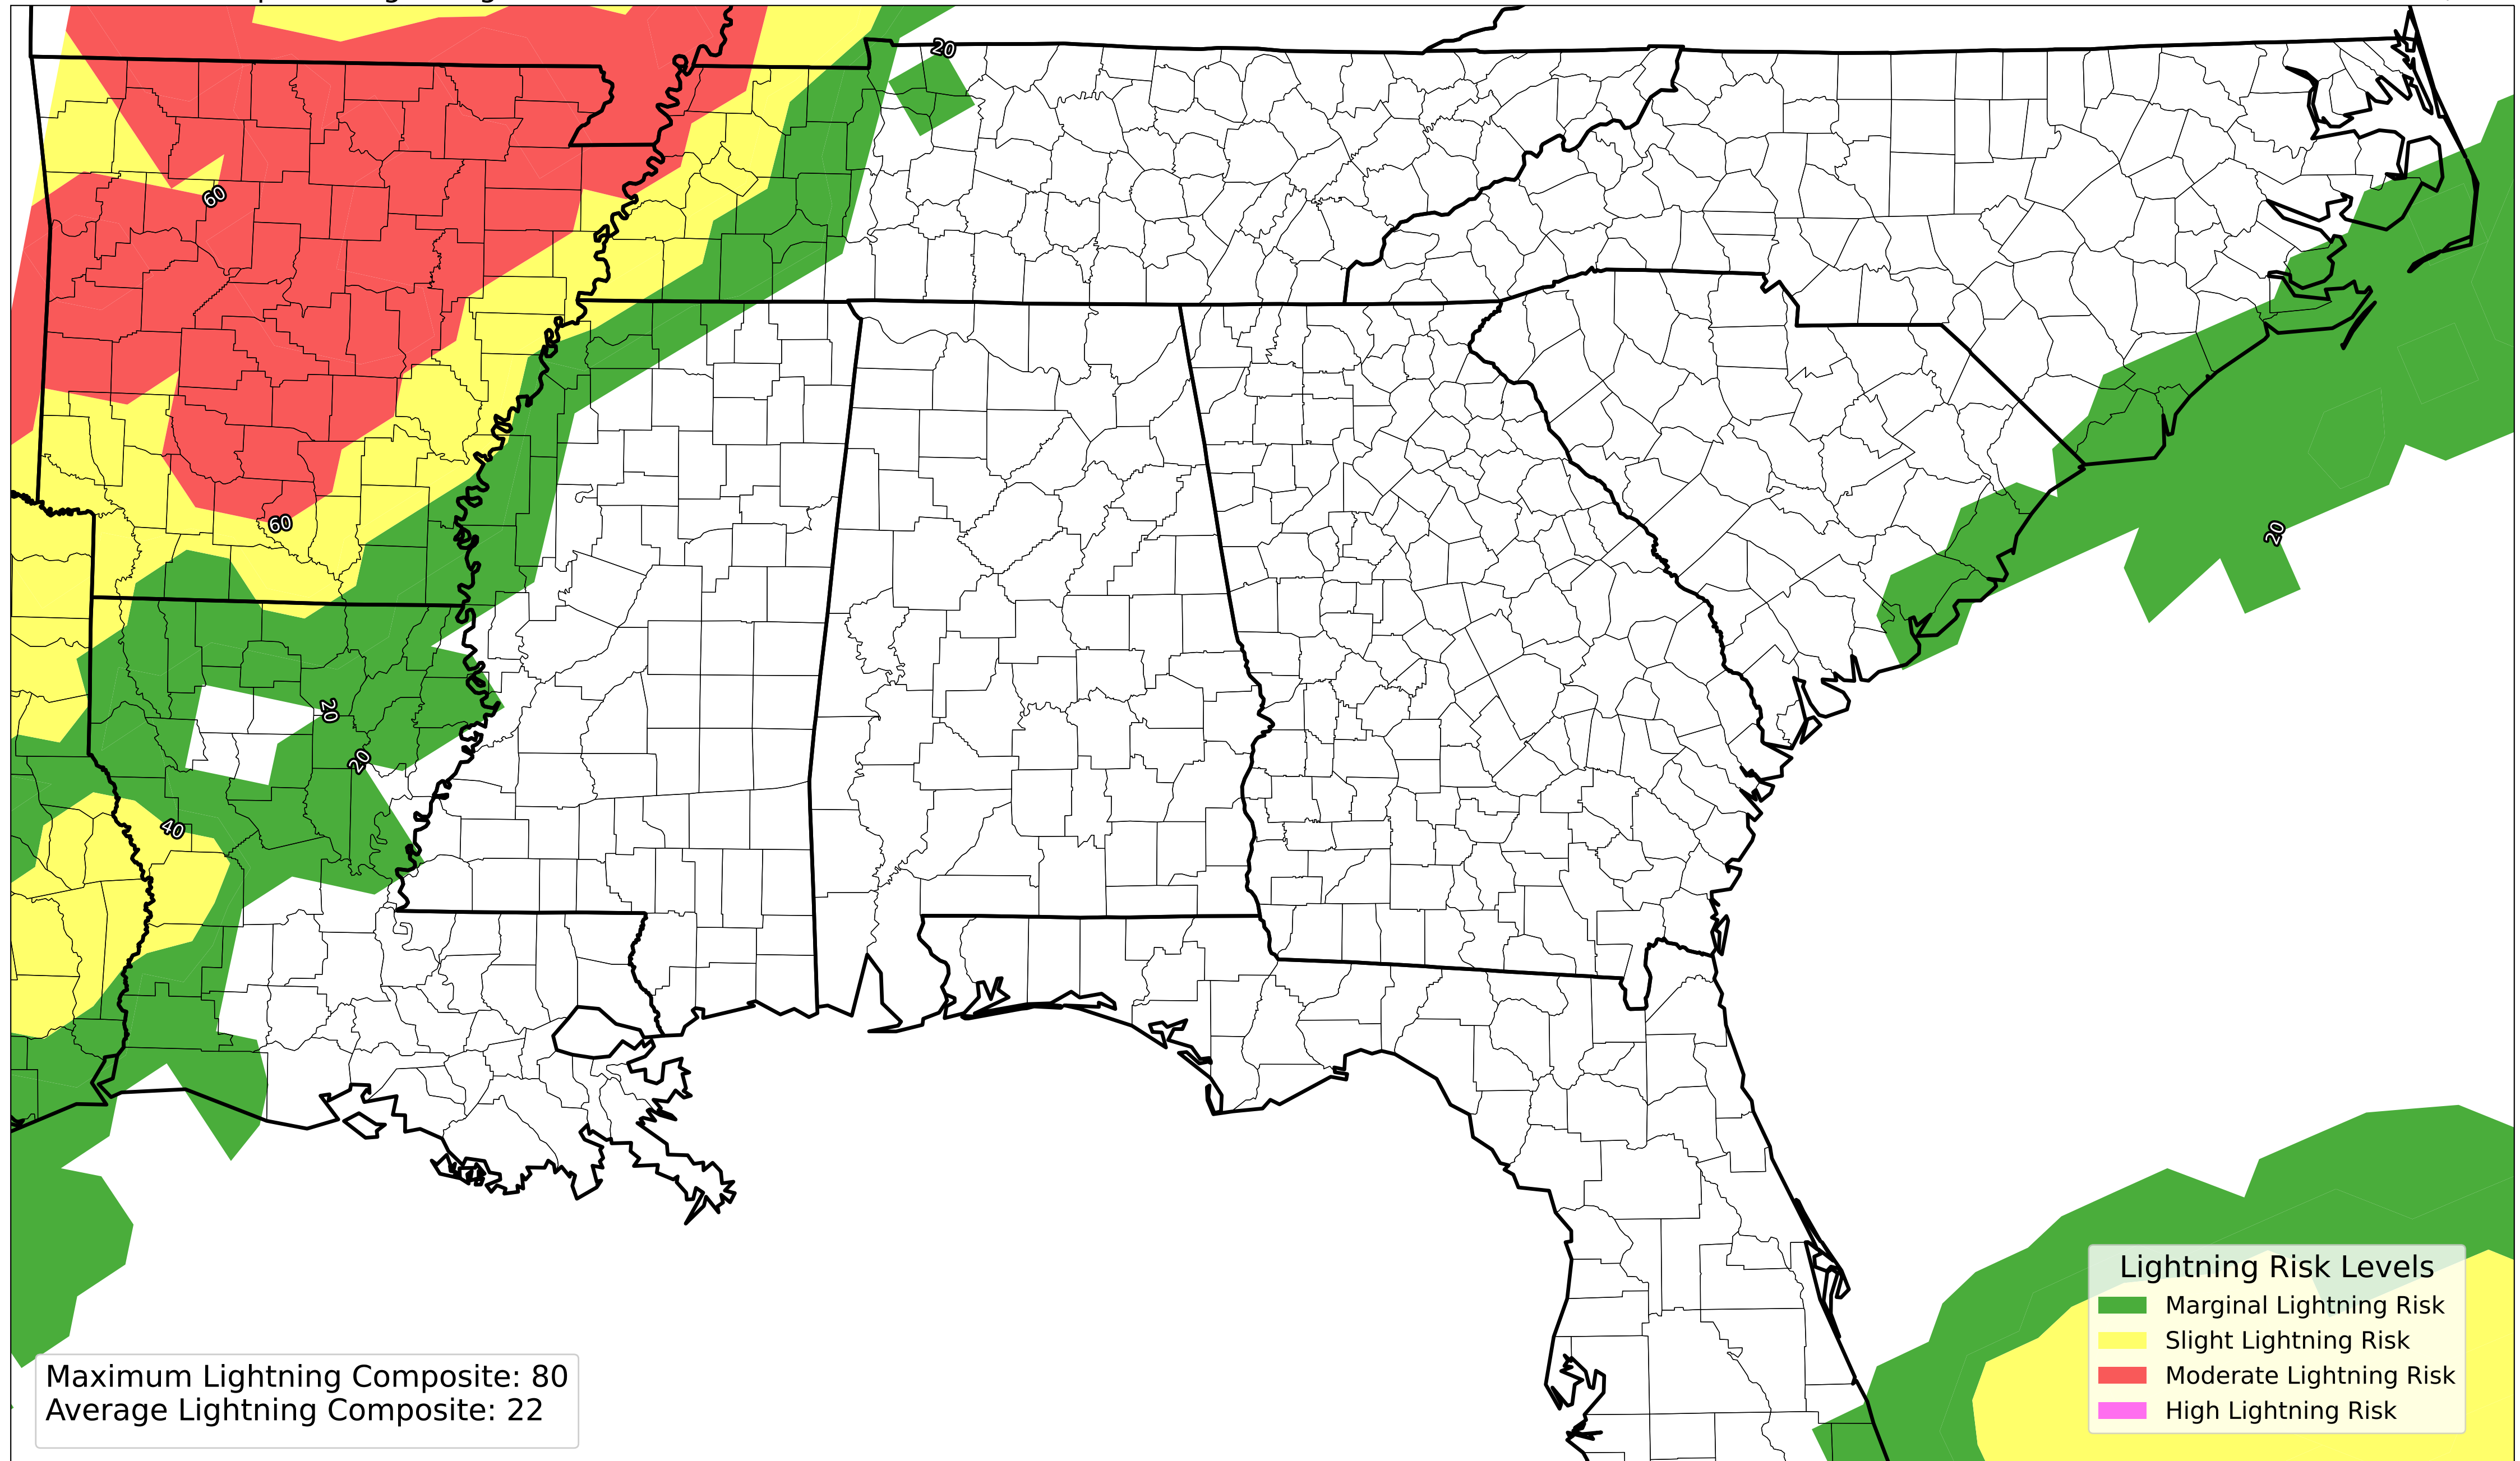 20
60
60
20
20
20
40
Lightning Risk Levels
Marginal Lightning Risk
Slight Lightning Risk
Moderate Lightning Risk
High Lightning Risk
Maximum Lightning Composite: 80
Average Lightning Composite: 22